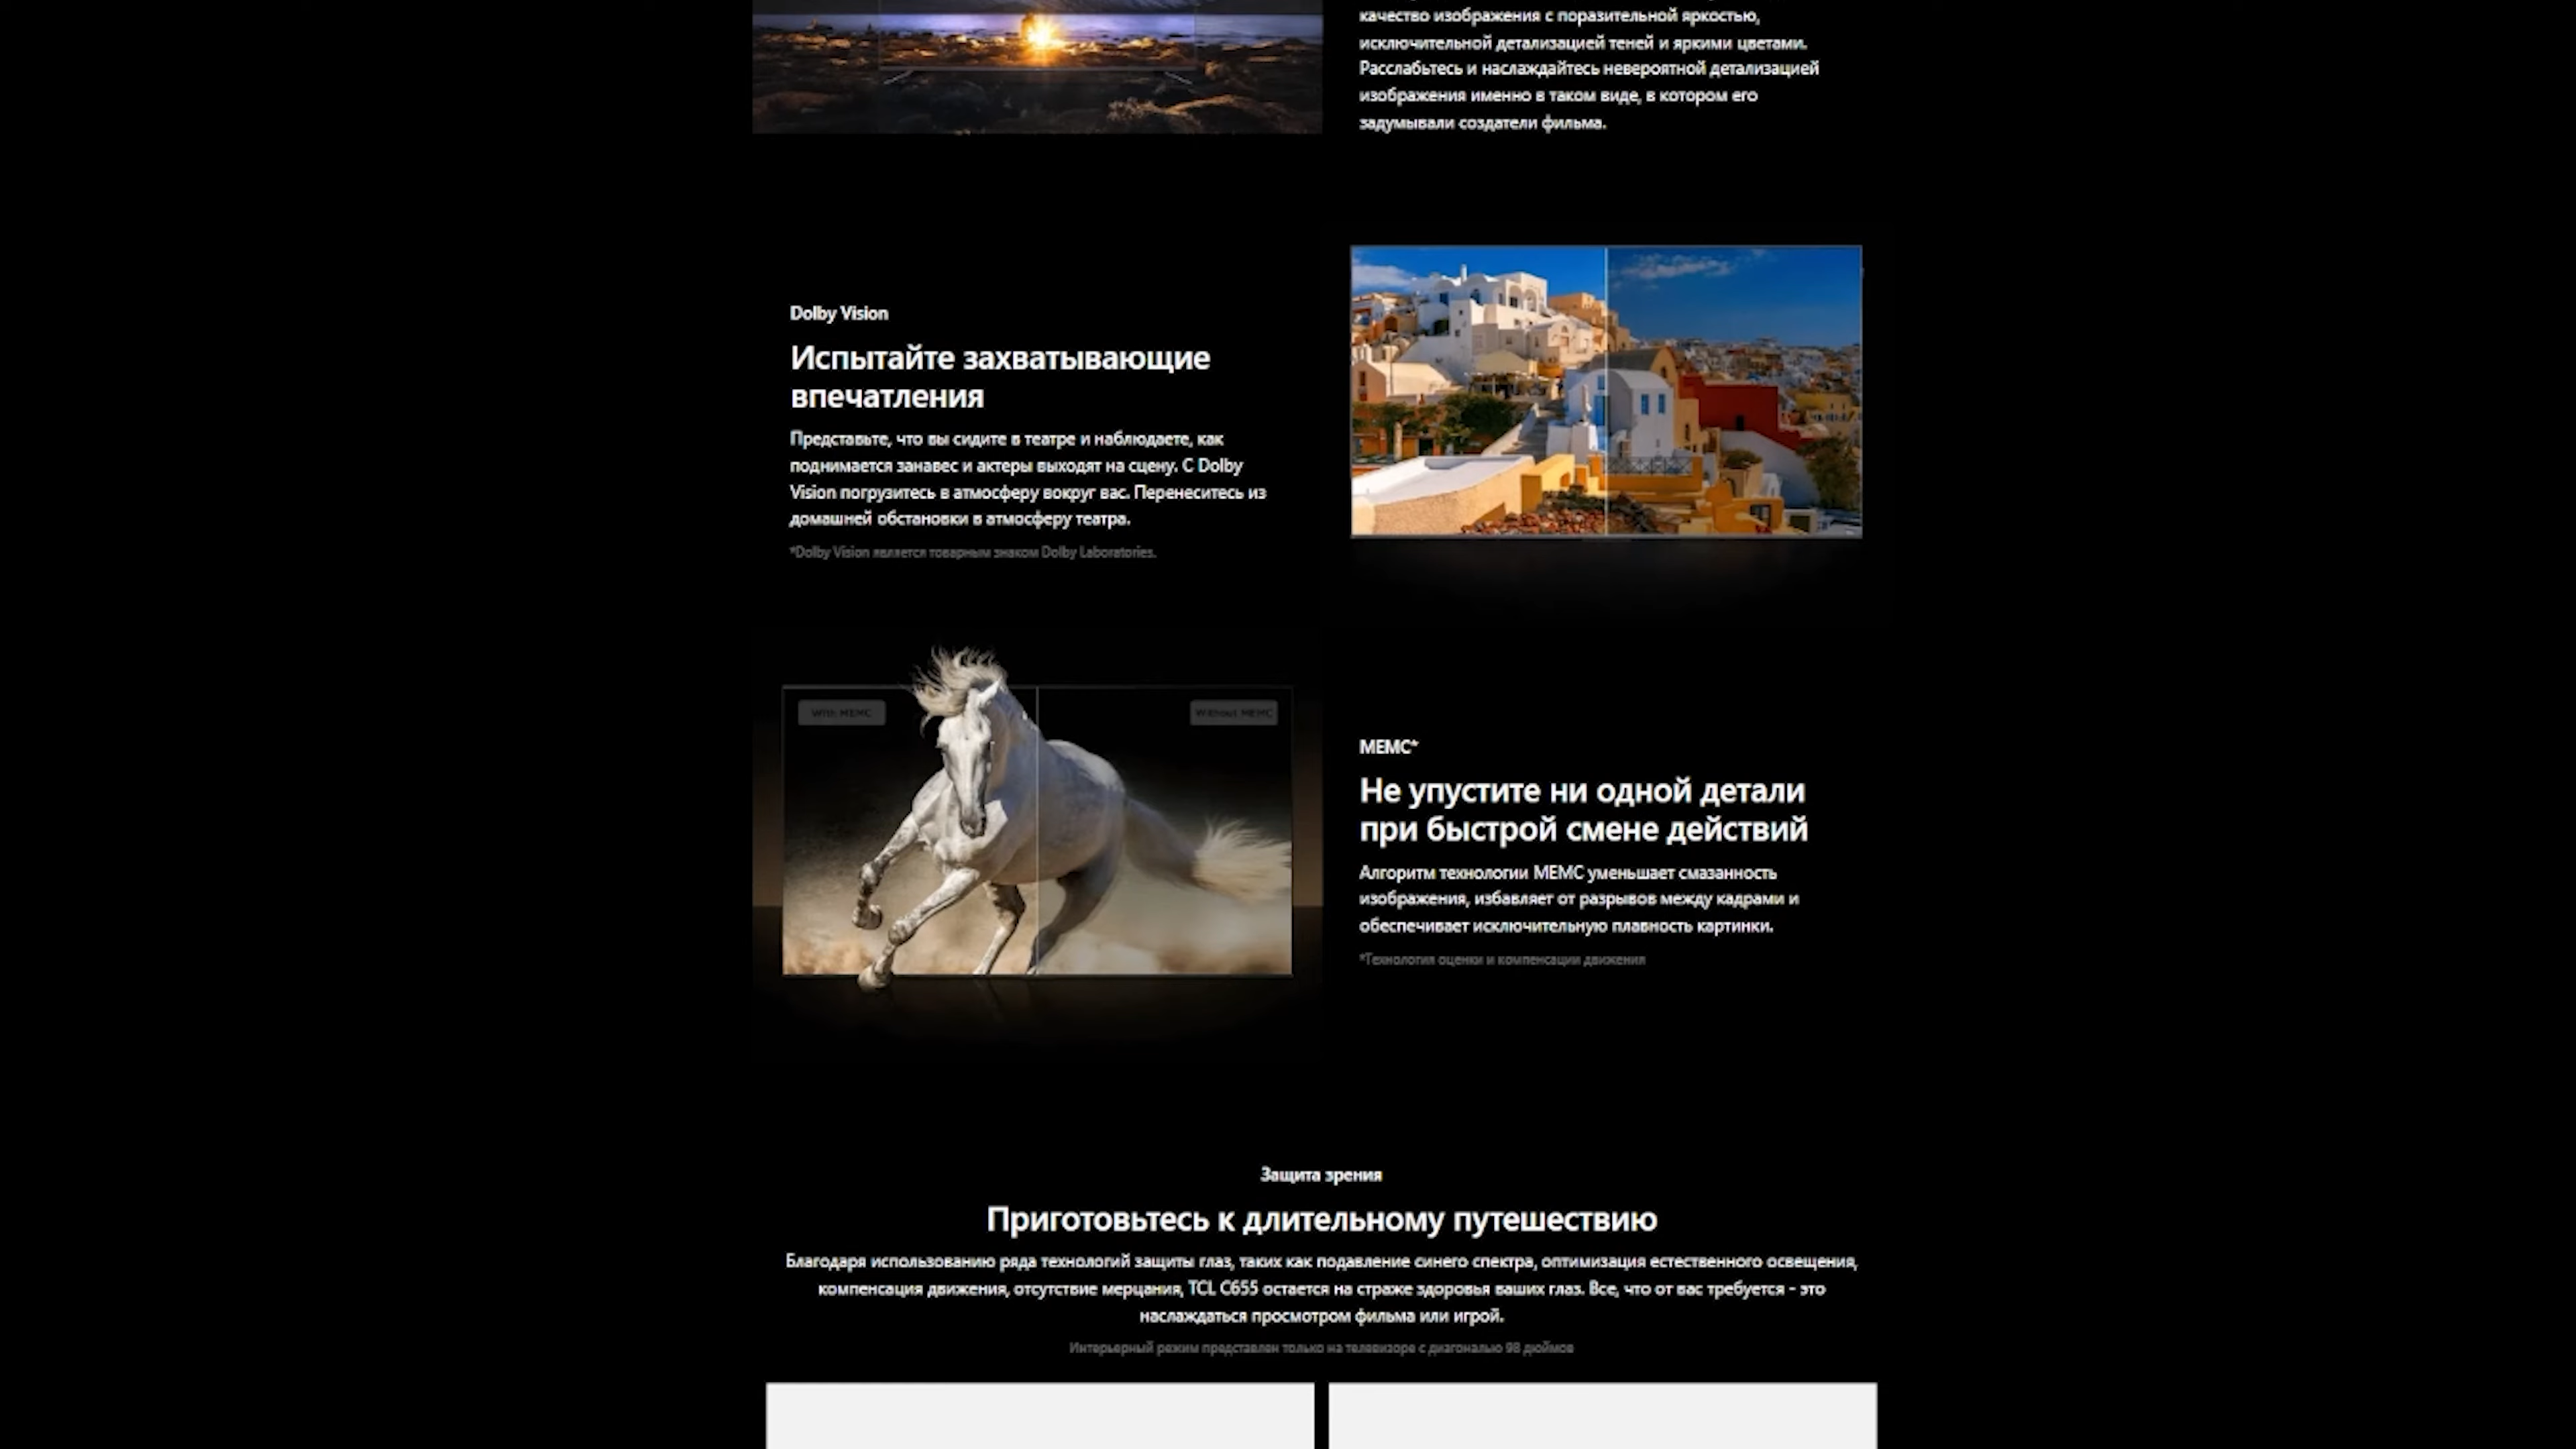 качество изображения с поразительной яркостью,
исключительной детализацией теней и яркими цветами.
Расслабьтесь и наслаждайтесь невероятной детализацией
изображения именно в таком виде, в котором его
задумывали создатели фильма.
Dolby Vision
Испытайте захватывающие
впечатления
Представьте, что вы сидите в театре и наблюдаете, как
поднимается занавес и актеры выходят на сцену. С Dolby
Vision погрузитесь в атмосферу вокруг вас. Перенеситесь из
домашней обстановки в атмосферу театра.
*Dolby Vision является товарным знаком Dolby Laboratories.
With MEMC
Without MEMC
MEMC*
Не упустите ни одной детали
при быстрой смене действий
Алгоритм технологии MEMC уменьшает смазанность
изображения, избавляет от разрывов между кадрами и
обеспечивает исключительную плавность картинки.
*Технология оценки и компенсации движения
Защита зрения
Приготовьтесь к длительному путешествию
Благодаря использованию ряда технологий защиты глаз, таких как подавление синего спектра, оптимизация естественного освещения,
компенсация движения, отсутствие мерцания, TCL C655 остается на страже здоровья ваших глаз. Все, что от вас требуется - это
наслаждаться просмотром фильма или игрой.
Интерьерный режим представлен только на телевизоре с диагональю 98 дюймов